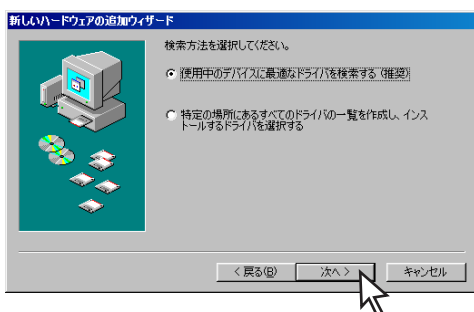 新しいハードウェアの追加ウィザード
検索方法を選択してください。
使用中のデバイスに最適なドライバを検索する (推奨)
特定の場所にあるすべてのドライバの一覧を作成し、インス
トールするドライバを選択する
< 戻る(B)
次へ >
キャンセル